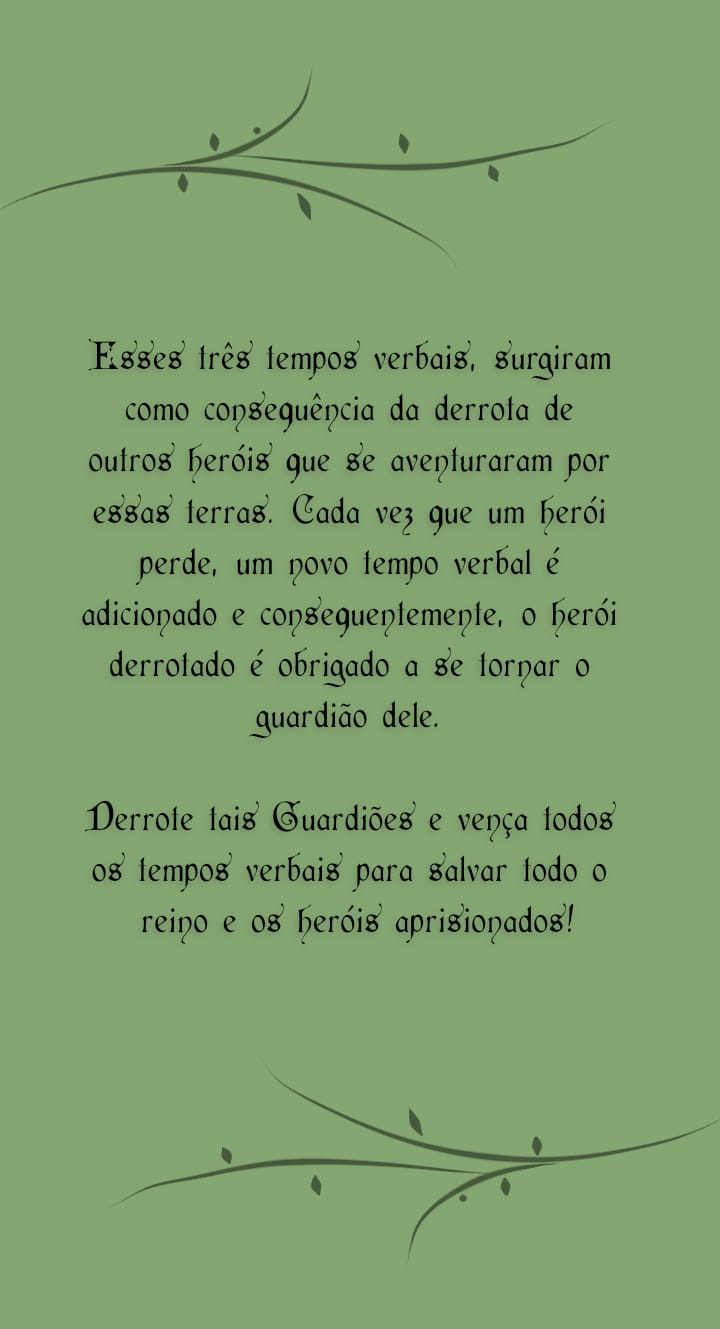 Esses três tempos verbais, surgiram
como consequência da derrota de
outros heróis que se aventuraram por
essas terras. Cada vez que um herói
perde, um novo tempo verbal é
adicionado e consequentemente, o herói
derrotado é obrigado a se tornar o
guardião dele.
Derrote tais Guardiões e vença todos
os tempos verbais para salvar todo o
reino e os heróis aprisionados!